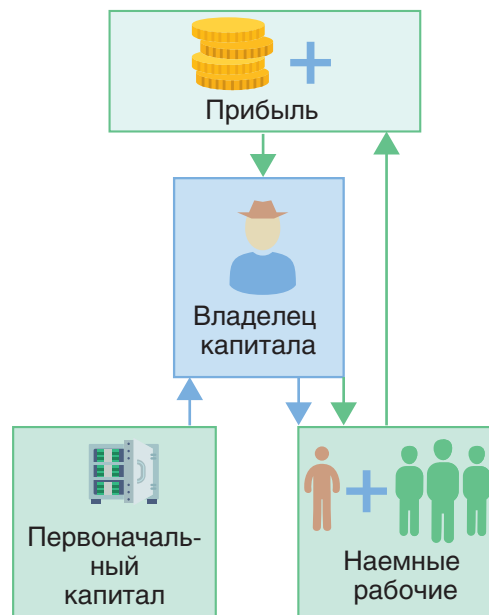 Прибыль
Владелец
капитала
Первоначаль-
ный
капитал
Наемные
рабочие